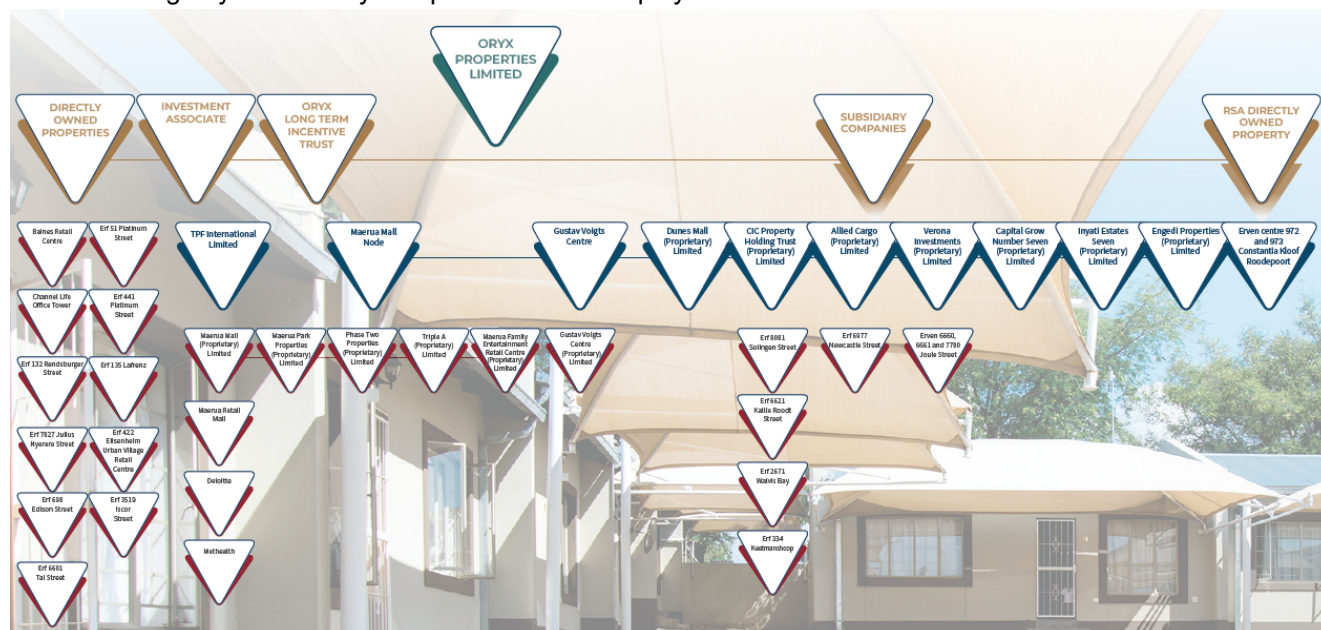 ORYX
PROPERTIES
LIMITED
DIRECTLY
OWNED
PROPERTIES
INVESTMENT
ASSOCIATE
ORYX
LONG TERM
INCENTIVE
TRUST
SUBSIDIARY
COMPANIES
RSA DIRECTLY
OWNED
PROPERTY
Baines Retail
Centre
Erf 51 Platinum
Street
TPF International
Limited
Maerua Mall
Node
Gustav Voigts
Centre
Dunes Mall
(Proprietary)
Limited
CIC Property
Holding Trust
(Proprietary)
Limited
Allied Cargo
(Proprietary)
Limited
Verona
Investments
(Proprietary)
Limited
Capital Grow
Number Seven
(Proprietary)
Limited
Inyati Estates
Seven
(Proprietary)
Limited
Engedi Properties
(Proprietary)
Limited
Erven centre 972
and 973
Constantia Kloof
Roodepoort
Channel Life
Office Tower
Erf 441
Platinum
Street
Maerua Mall
(Proprietary)
Limited
Maerua Park
Properties
(Proprietary)
Limited
Phase Two
Properties
(Proprietary)
Limited
Triple A
(Proprietary)
Limited
Maerua Family
Entertainment
Retail Centre
(Proprietary)
Limited
Gustav Voigts
Centre
(Proprietary)
Limited
Erf 8081
Solingen Street
Erf 6977
Newcastle Street
Erven 6660,
6661 and 7780
Joule Street
Erf 132 Rendsburger
Street
Erf 135 Lafrenz
Maerua Retail
Mall
Erf 6621
Kallie Roodt
Street
Erf 7827 Julius
Nyerere Street
Erf 422
Elisenheim
Urban Village
Retail
Centre
Deloitte
Erf 2671
Walvis Bay
Erf 698
Edison Street
Erf 3519
Iscor
Street
Methealth
Erf 334
Keetmanshoop
Erf 6601
Tal Street